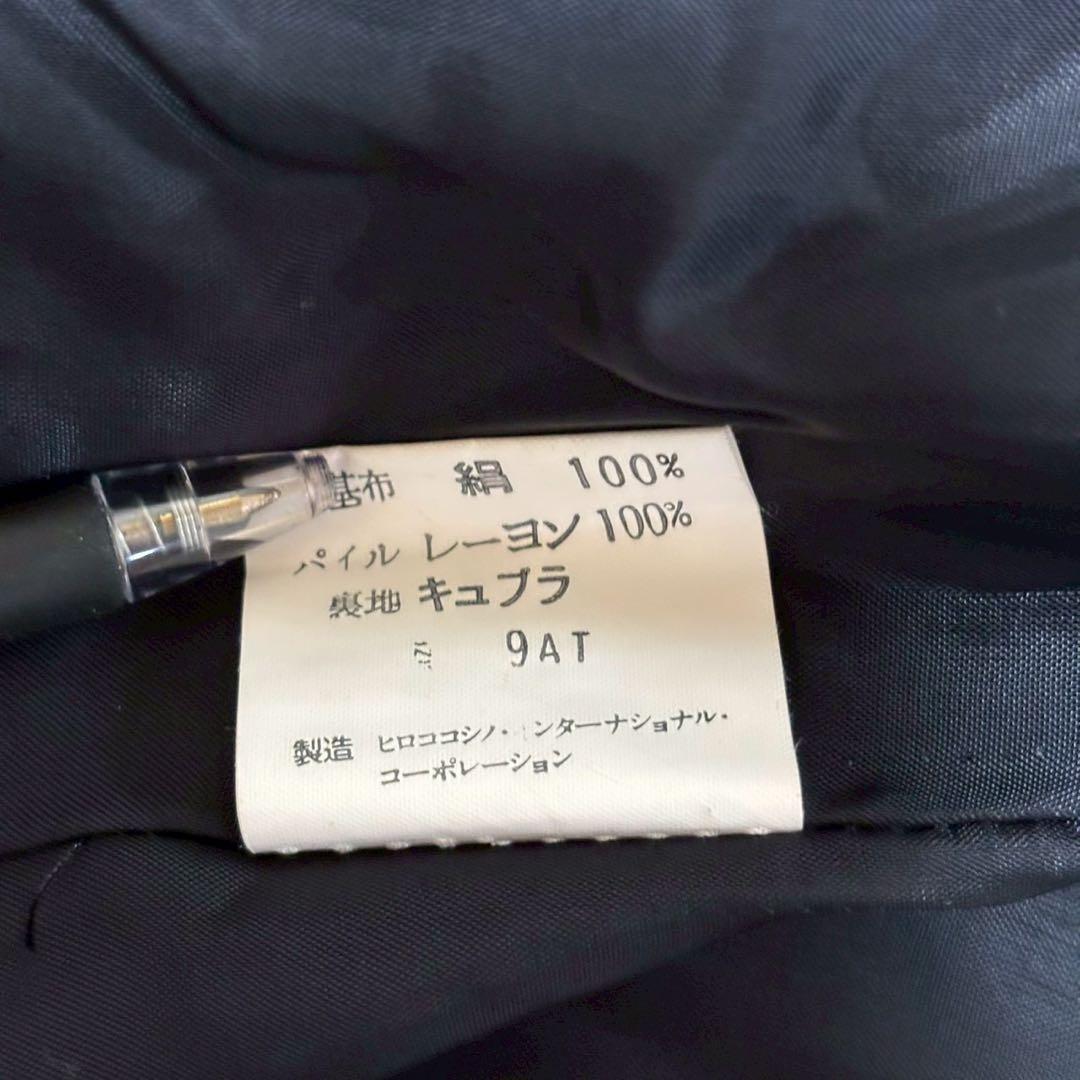 基布 絹 100%
パイル レーヨン 100%
裏地 キュプラ
9AT
製造 ヒロココシノ・ンターナショナル・
コーポレーション